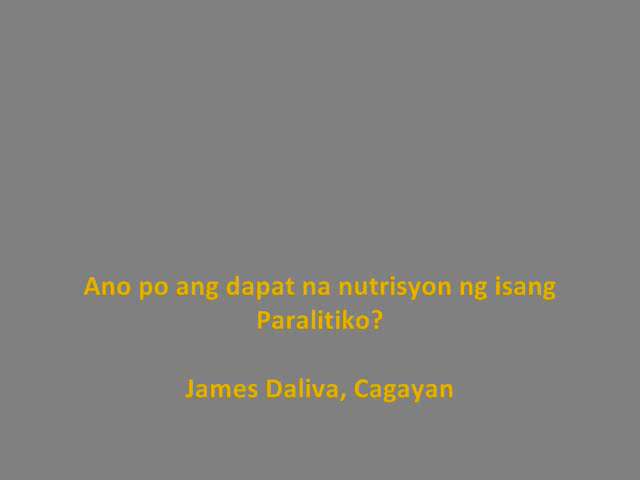 Ano po ang dapat na nutrisyon ng isang
Paralitiko?
James Daliva, Cagayan